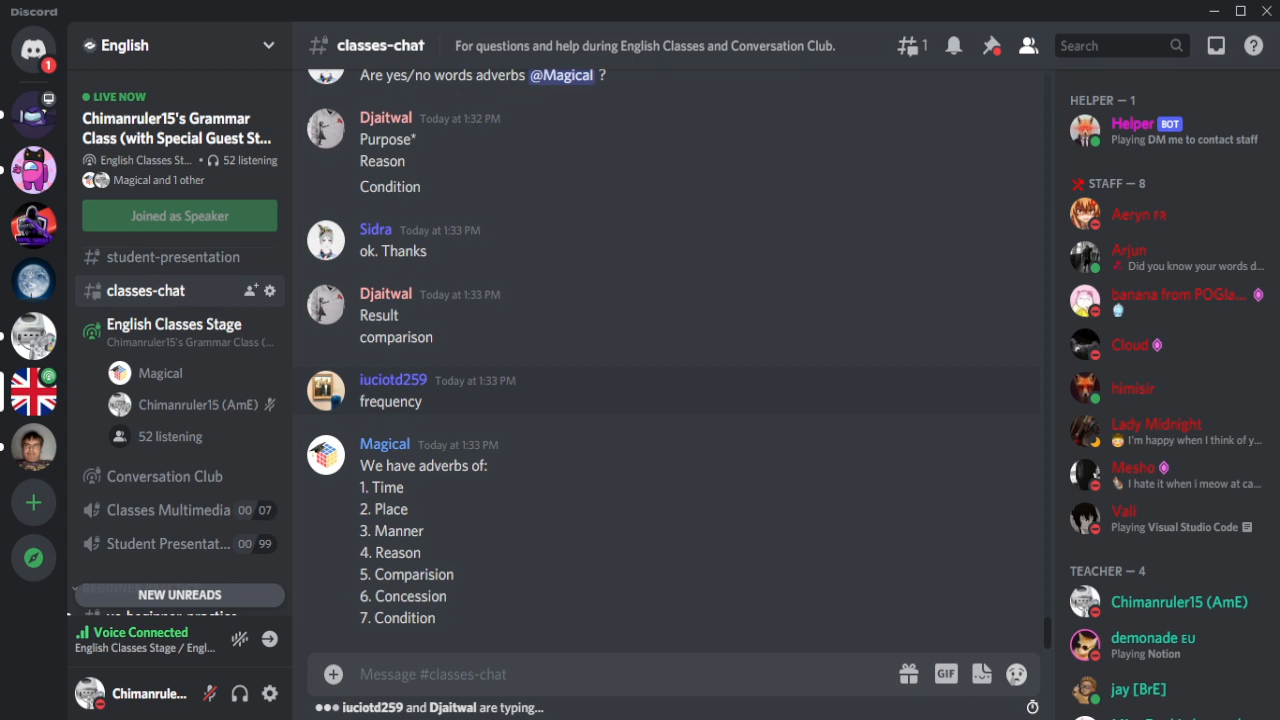 Discord
1
English
LIVE NOW
Chimanruler15's Grammar
Class (with Special Guest St...
English Classes St... • 52 listening
Magical and 1 other
Joined as Speaker
student-presentation
classes-chat
English Classes Stage
Chimanruler15's Grammar Class (...
Magical
Chimanruler15 (AmE)
52 listening
Conversation Club
Classes Multimedia 00 07
Student Presentat... 00 99
NEW UNREADS
Voice Connected
English Classes Stage / Engl...
Chimanrule...
classes-chat
For questions and help during English Classes and Conversation Club.
1
Search
Are yes/no words adverbs @Magical ?
Djaitwal Today at 1:32 PM
Purpose*
Reason
Condition
Sidra Today at 1:33 PM
ok. Thanks
Djaitwal Today at 1:33 PM
Result
comparison
iuciotd259 Today at 1:33 PM
frequency
Magical Today at 1:33 PM
We have adverbs of:
1. Time
2. Place
3. Manner
4. Reason
5. Comparision
6. Concession
7. Condition
Message #classes-chat
GIF
iuciotd259 and Djaitwal are typing...
HELPER — 1
Helper BOT
Playing DM me to contact staff
STAFF — 8
Aeryn FR
Arjun
Did you know your words d...
banana from POGla...
Cloud
himisir
Lady Midnight
I'm happy when I think of y...
Mesho
I hate it when i meow at ca...
Vali
Playing Visual Studio Code
TEACHER — 4
Chimanruler15 (AmE)
demonade EU
Playing Notion
jay [BrE]